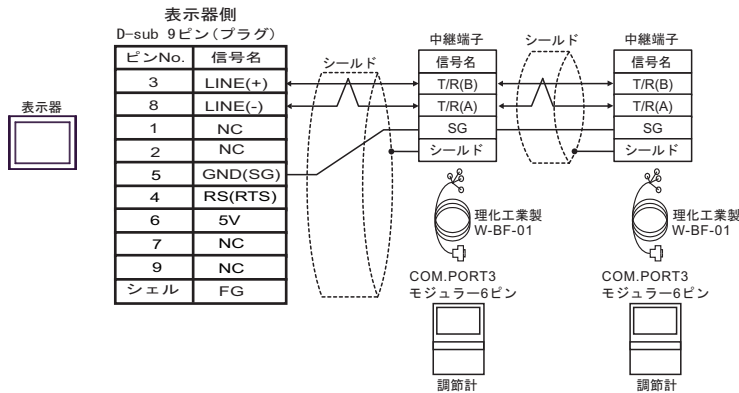 表示器側
D-sub 9ピン(プラグ)
ピンNo. 信号名
3 LINE(+)
8 LINE(-)
1 NC
2 NC
5 GND(SG)
4 RS(RTS)
6 5V
7 NC
9 NC
シェル FG
表示器
シールド
中継端子
信号名
T/R(B)
T/R(A)
SG
シールド
シールド
中継端子
信号名
T/R(B)
T/R(A)
SG
シールド
理化工業製
W-BF-01
COM.PORT3
モジュラー6ピン
調節計
理化工業製
W-BF-01
COM.PORT3
モジュラー6ピン
調節計